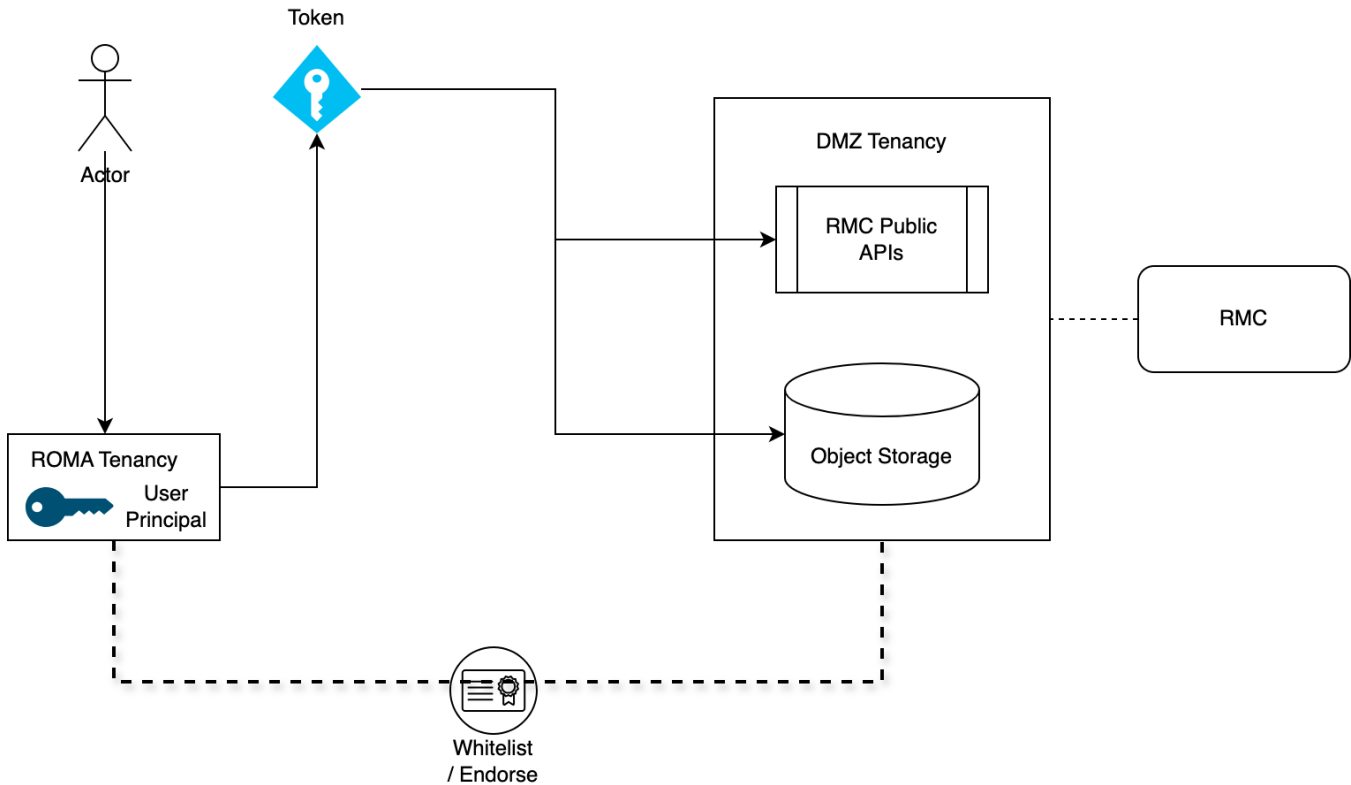 Token
Actor
DMZ Tenancy
RMC Public
APIs
RMC
Object Storage
ROMA Tenancy
User
Principal
Whitelist
/ Endorse